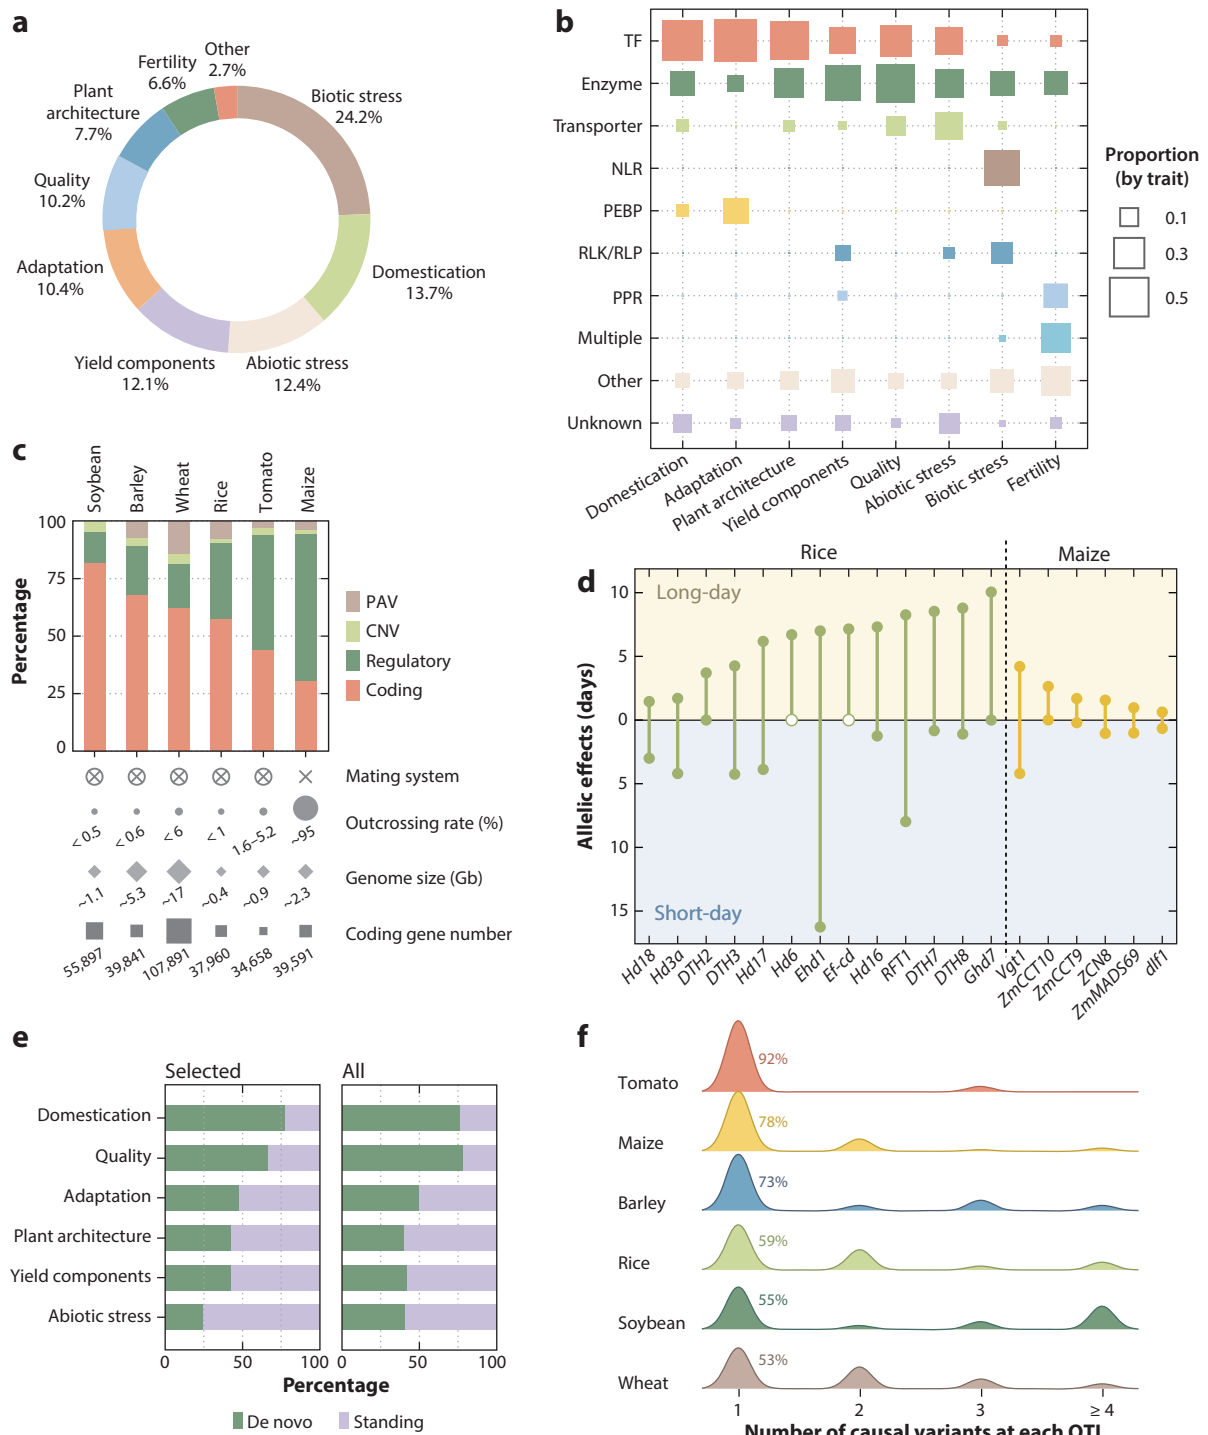 a
Other
2.7%
Fertility
6.6%
Plant
architecture
7.7%
Quality
10.2%
Adaptation
10.4%
Yield components
12.1%
Abiotic stress
12.4%
Domestication
13.7%
Biotic stress
24.2%
b
TF
Enzyme
Transporter
NLR
PEBP
RLK/RLP
PPR
Multiple
Other
Unknown
Domestication
Adaptation
Plant architecture
Yield components
Quality
Abiotic stress
Biotic stress
Fertility
Proportion
(by trait)
0.1
0.3
0.5
c
Soybean
Barley
Wheat
Rice
Tomato
Maize
Percentage
100
75
50
25
0
PAV
CNV
Regulatory
Coding
Mating system
Outcrossing rate (%)
<0.5
<0.6
<6
<1
1.6–5.2
~95
Genome size (Gb)
~1.1
~5.3
~17
~0.4
~0.9
~2.3
Coding gene number
55,897
39,841
107,891
37,960
34,658
39,591
d
Rice
Maize
Long-day
Short-day
Allelic effects (days)
10
5
0
5
10
15
Hd18
Hd3a
DTH2
DTH3
Hd17
Hd6
Ehd1
Ef-cd
Hd16
RFT1
DTH7
DTH8
Ghd7
Vgt1
ZmCCT10
ZmCCT9
ZCN8
ZmMADS69
dlf1
e
Selected
All
Domestication
Quality
Adaptation
Plant architecture
Yield components
Abiotic stress
0
50
100
0
50
100
Percentage
De novo
Standing
f
Tomato
92%
Maize
78%
Barley
73%
Rice
59%
Soybean
55%
Wheat
53%
1
2
3
≥ 4
Number of causal variants at each QTL